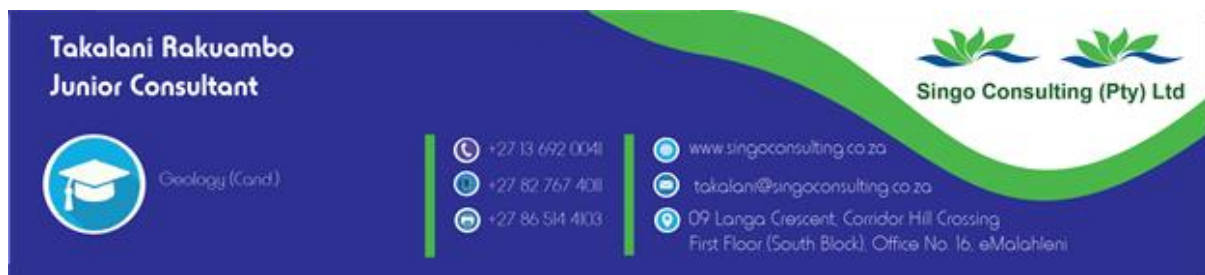 Takalani Rakuambo
Junior Consultant
Singo Consulting (Pty) Ltd
Geology (Cand.)
+27 13 692 0041
+27 82 767 4011
+27 86 514 4103
www.singoconsulting.co.za
takalani@singoconsulting.co.za
09 Langa Crescent, Corridor Hill Crossing
First Floor (South Block), Office No. 16, eMalahleni